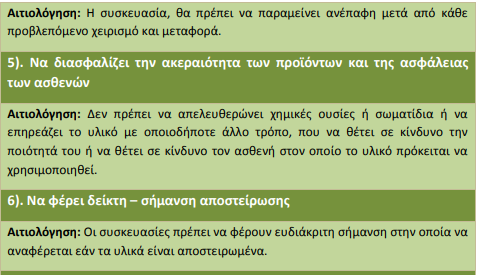 Αιτιολόγηση: Η συσκευασία, θα πρέπει να παραμείνει ανέπαφη μετά από κάθε
προβλεπόμενο χειρισμό και μεταφορά.
5). Να διασφαλίζει την ακεραιότητα των προϊόντων και της ασφάλειας
των ασθενών
Αιτιολόγηση: Δεν πρέπει να απελευθερώνει χημικές ουσίες ή σωματίδια ή να
επηρεάζει το υλικό με οποιοδήποτε άλλο τρόπο, που να θέτει σε κίνδυνο την
ποιότητά του ή να θέτει σε κίνδυνο τον ασθενή στον οποίο το υλικό πρόκειται να
χρησιμοποιηθεί.
6). Να φέρει δείκτη – σήμανση αποστείρωσης
Αιτιολόγηση: Οι συσκευασίες πρέπει να φέρουν ευδιάκριτη σήμανση στην οποία να
αναφέρεται εάν τα υλικά είναι αποστειρωμένα.